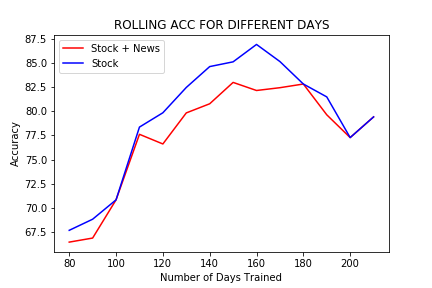 ROLLING ACC FOR DIFFERENT DAYS
Stock + News
Stock
87.5
85.0
82.5
80.0
77.5
75.0
72.5
70.0
67.5
Accuracy
80 100 120 140 160 180 200
Number of Days Trained